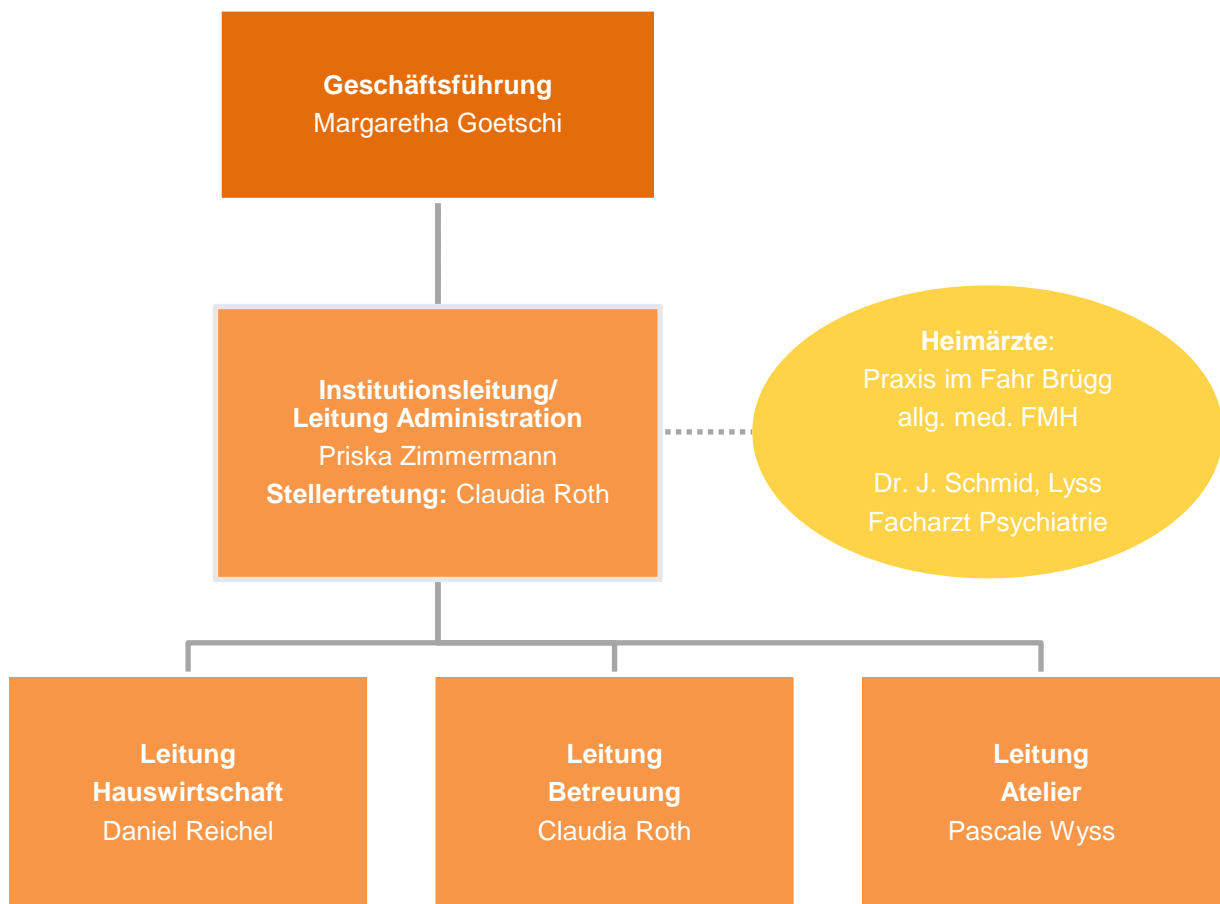 Geschäftsführung
Margaretha Goetschi
Institutionsleitung/
Leitung Administration
Priska Zimmermann
Stellertretung: Claudia Roth
Heimärzte:
Praxis im Fahr Brügg
allg. med. FMH
Dr. J. Schmid, Lyss
Facharzt Psychiatrie
Leitung
Hauswirtschaft
Daniel Reichel
Leitung
Betreuung
Claudia Roth
Leitung
Atelier
Pascale Wyss